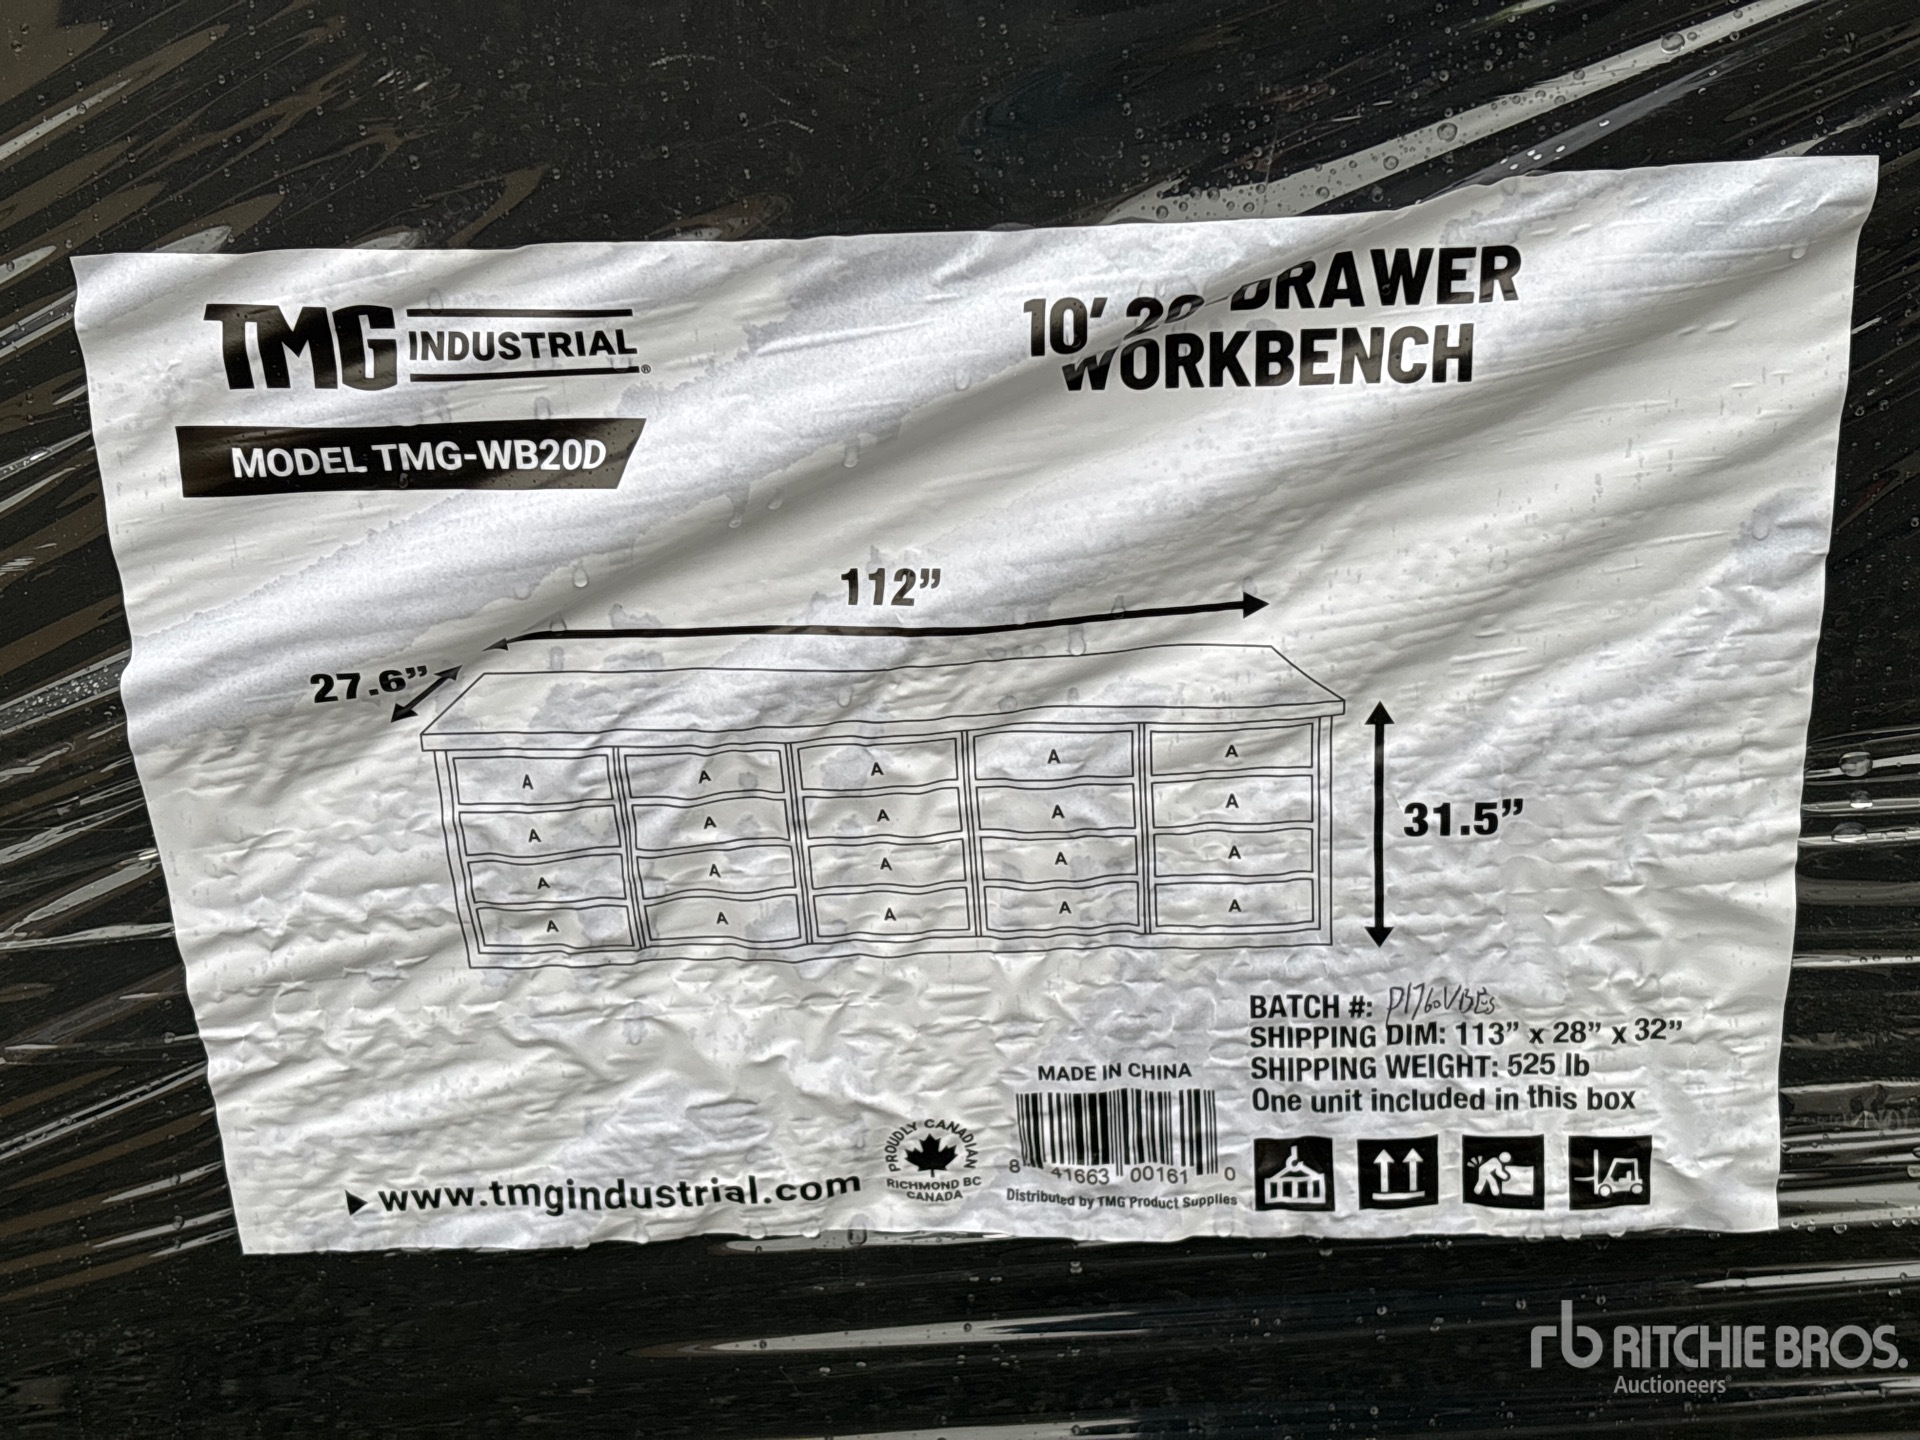 TMG INDUSTRIAL®
10' 20-DRAWER
WORKBENCH
MODEL TMG-WB20D
112”
27.6”
A A A A A
A A A A A
A A A A A
A A A A A
31.5”
BATCH #:
SHIPPING DIM: 113” x 28” x 32”
SHIPPING WEIGHT: 525 lb
One unit included in this box
MADE IN CHINA
8 41663 00161 0
Distributed by TMG Product Supplies
PROUDLY CANADIAN
RICHMOND BC
CANADA
www.tmgindustrial.com
rb RITCHIE BROS.
Auctioneers